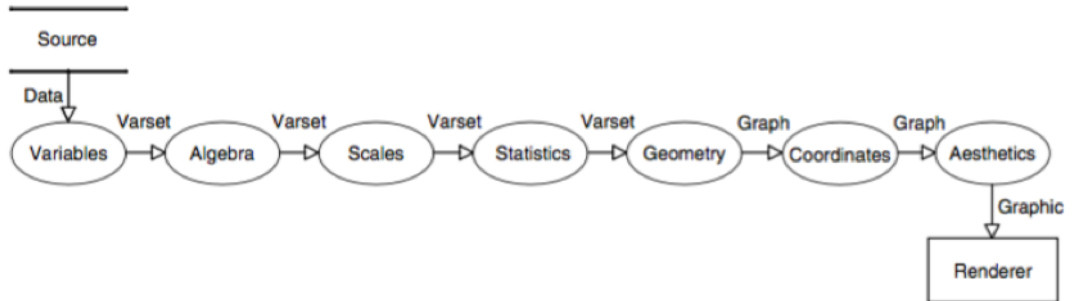 Source
Data
Varset
Varset
Varset
Varset
Graph
Graph
Variables
Algebra
Scales
Statistics
Geometry
Coordinates
Aesthetics
Graphic
Renderer